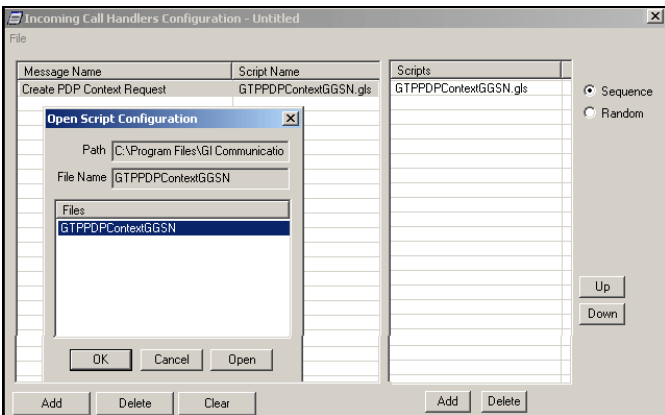 Incoming Call Handlers Configuration - Untitled
File
Message Name Script Name
Create PDP Context Request GTPPDPContextGGSN.gls
Scripts
GTPPDPContextGGSN.gls
Sequence
Random
Open Script Configuration
Path C:\Program Files\GI Communicatio
File Name GTPPDPContextGGSN
Files
GTPPDPContextGGSN
OK Cancel Open
Up
Down
Add Delete Clear
Add Delete